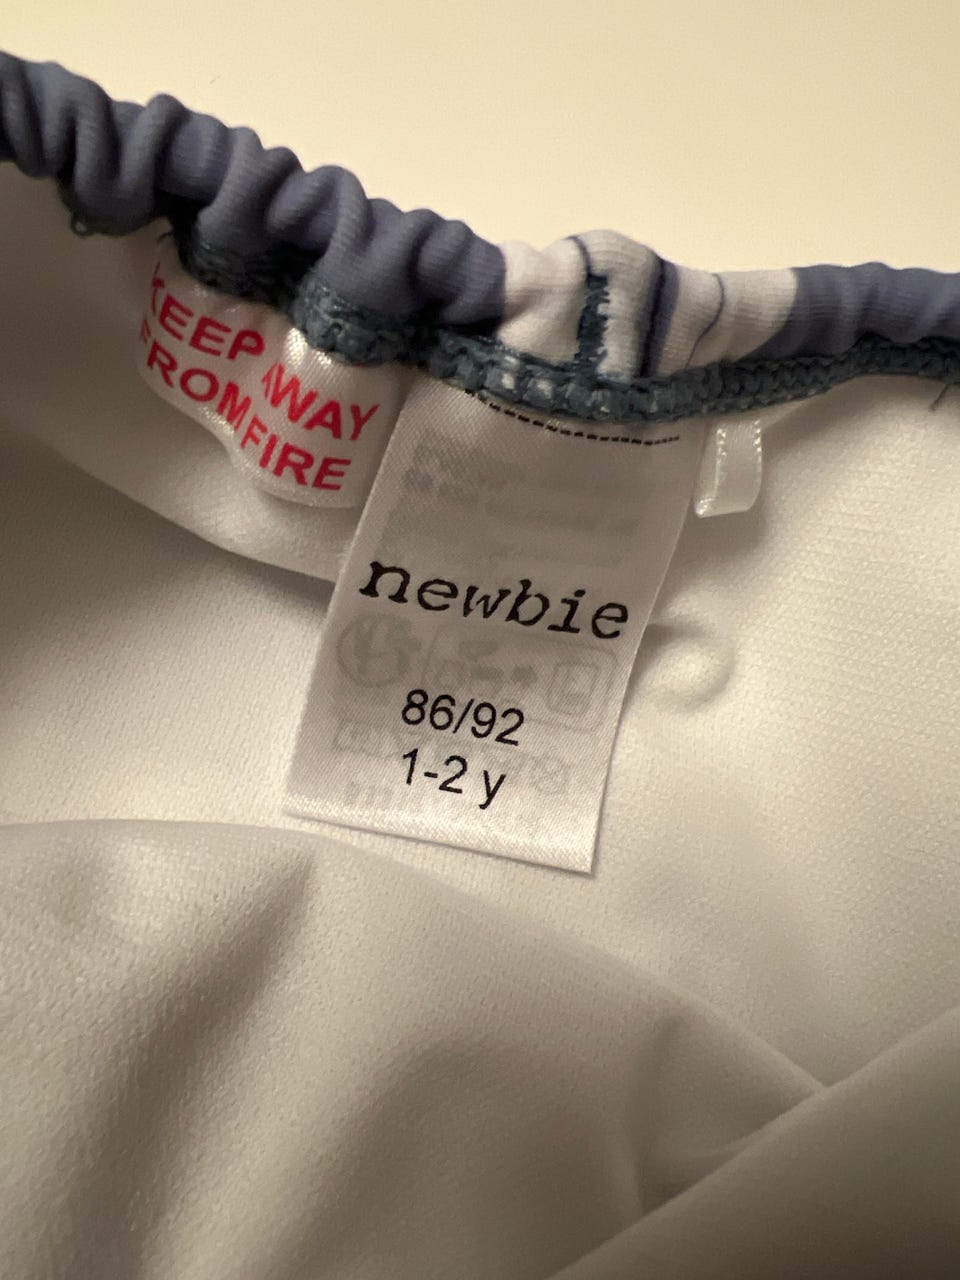 KEEP AWAY
FROM FIRE
newbie
86/92
1-2 y